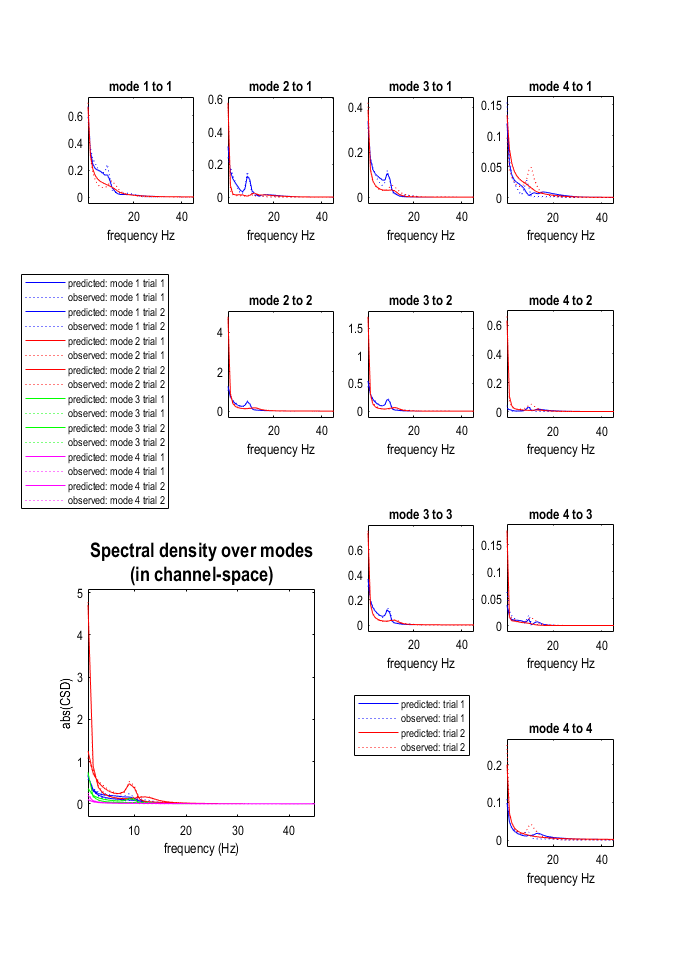 mode 1 to 1
mode 2 to 1
mode 3 to 1
mode 4 to 1
0.6
0.4
0.2
0
20
40
frequency Hz
0.6
0.4
0.2
0
20
40
frequency Hz
0.4
0.2
0
20
40
frequency Hz
0.15
0.1
0.05
0
20
40
frequency Hz
predicted: mode 1 trial 1
observed: mode 1 trial 1
predicted: mode 1 trial 2
observed: mode 1 trial 2
predicted: mode 2 trial 1
observed: mode 2 trial 1
predicted: mode 2 trial 2
observed: mode 2 trial 2
predicted: mode 3 trial 1
observed: mode 3 trial 1
predicted: mode 3 trial 2
observed: mode 3 trial 2
predicted: mode 4 trial 1
observed: mode 4 trial 1
predicted: mode 4 trial 2
observed: mode 4 trial 2
mode 2 to 2
mode 3 to 2
mode 4 to 2
4
2
0
20
40
frequency Hz
1.5
1
0.5
0
20
40
frequency Hz
0.6
0.4
0.2
0
20
40
frequency Hz
mode 3 to 3
mode 4 to 3
0.6
0.4
0.2
0
20
40
frequency Hz
0.15
0.1
0.05
0
20
40
frequency Hz
Spectral density over modes
(in channel-space)
5
4
3
2
1
0
abs(CSD)
10
20
30
40
frequency (Hz)
predicted: trial 1
observed: trial 1
predicted: trial 2
observed: trial 2
mode 4 to 4
0.2
0.1
0
20
40
frequency Hz